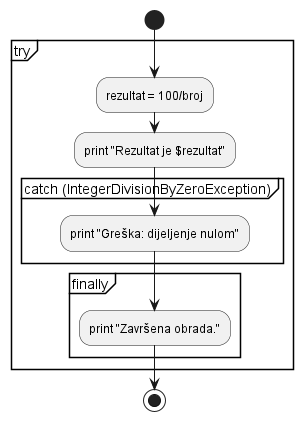 try
rezultat = 100/broj
print "Rezultat je $rezultat"
catch (IntegerDivisionByZeroException)
print "Greška: dijeljenje nulom"
finally
print "Završena obrada."